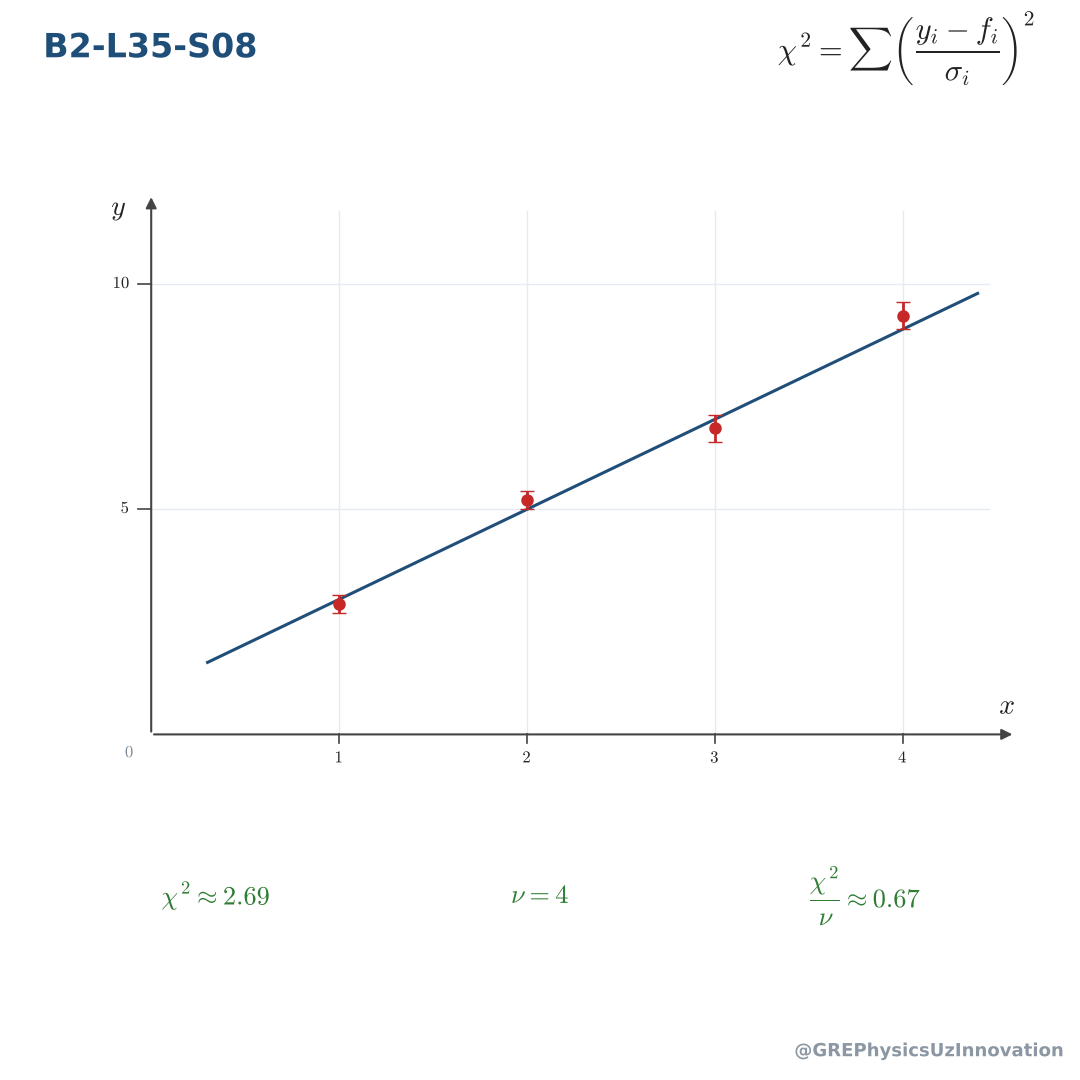 B2-L35-S08
χ² = ∑((yᵢ − fᵢ)/σᵢ)²
y
10
5
0
1 2 3 4
x
χ² ≈ 2.69
ν = 4
χ²/ν ≈ 0.67
@GREPhysicsUzInnovation